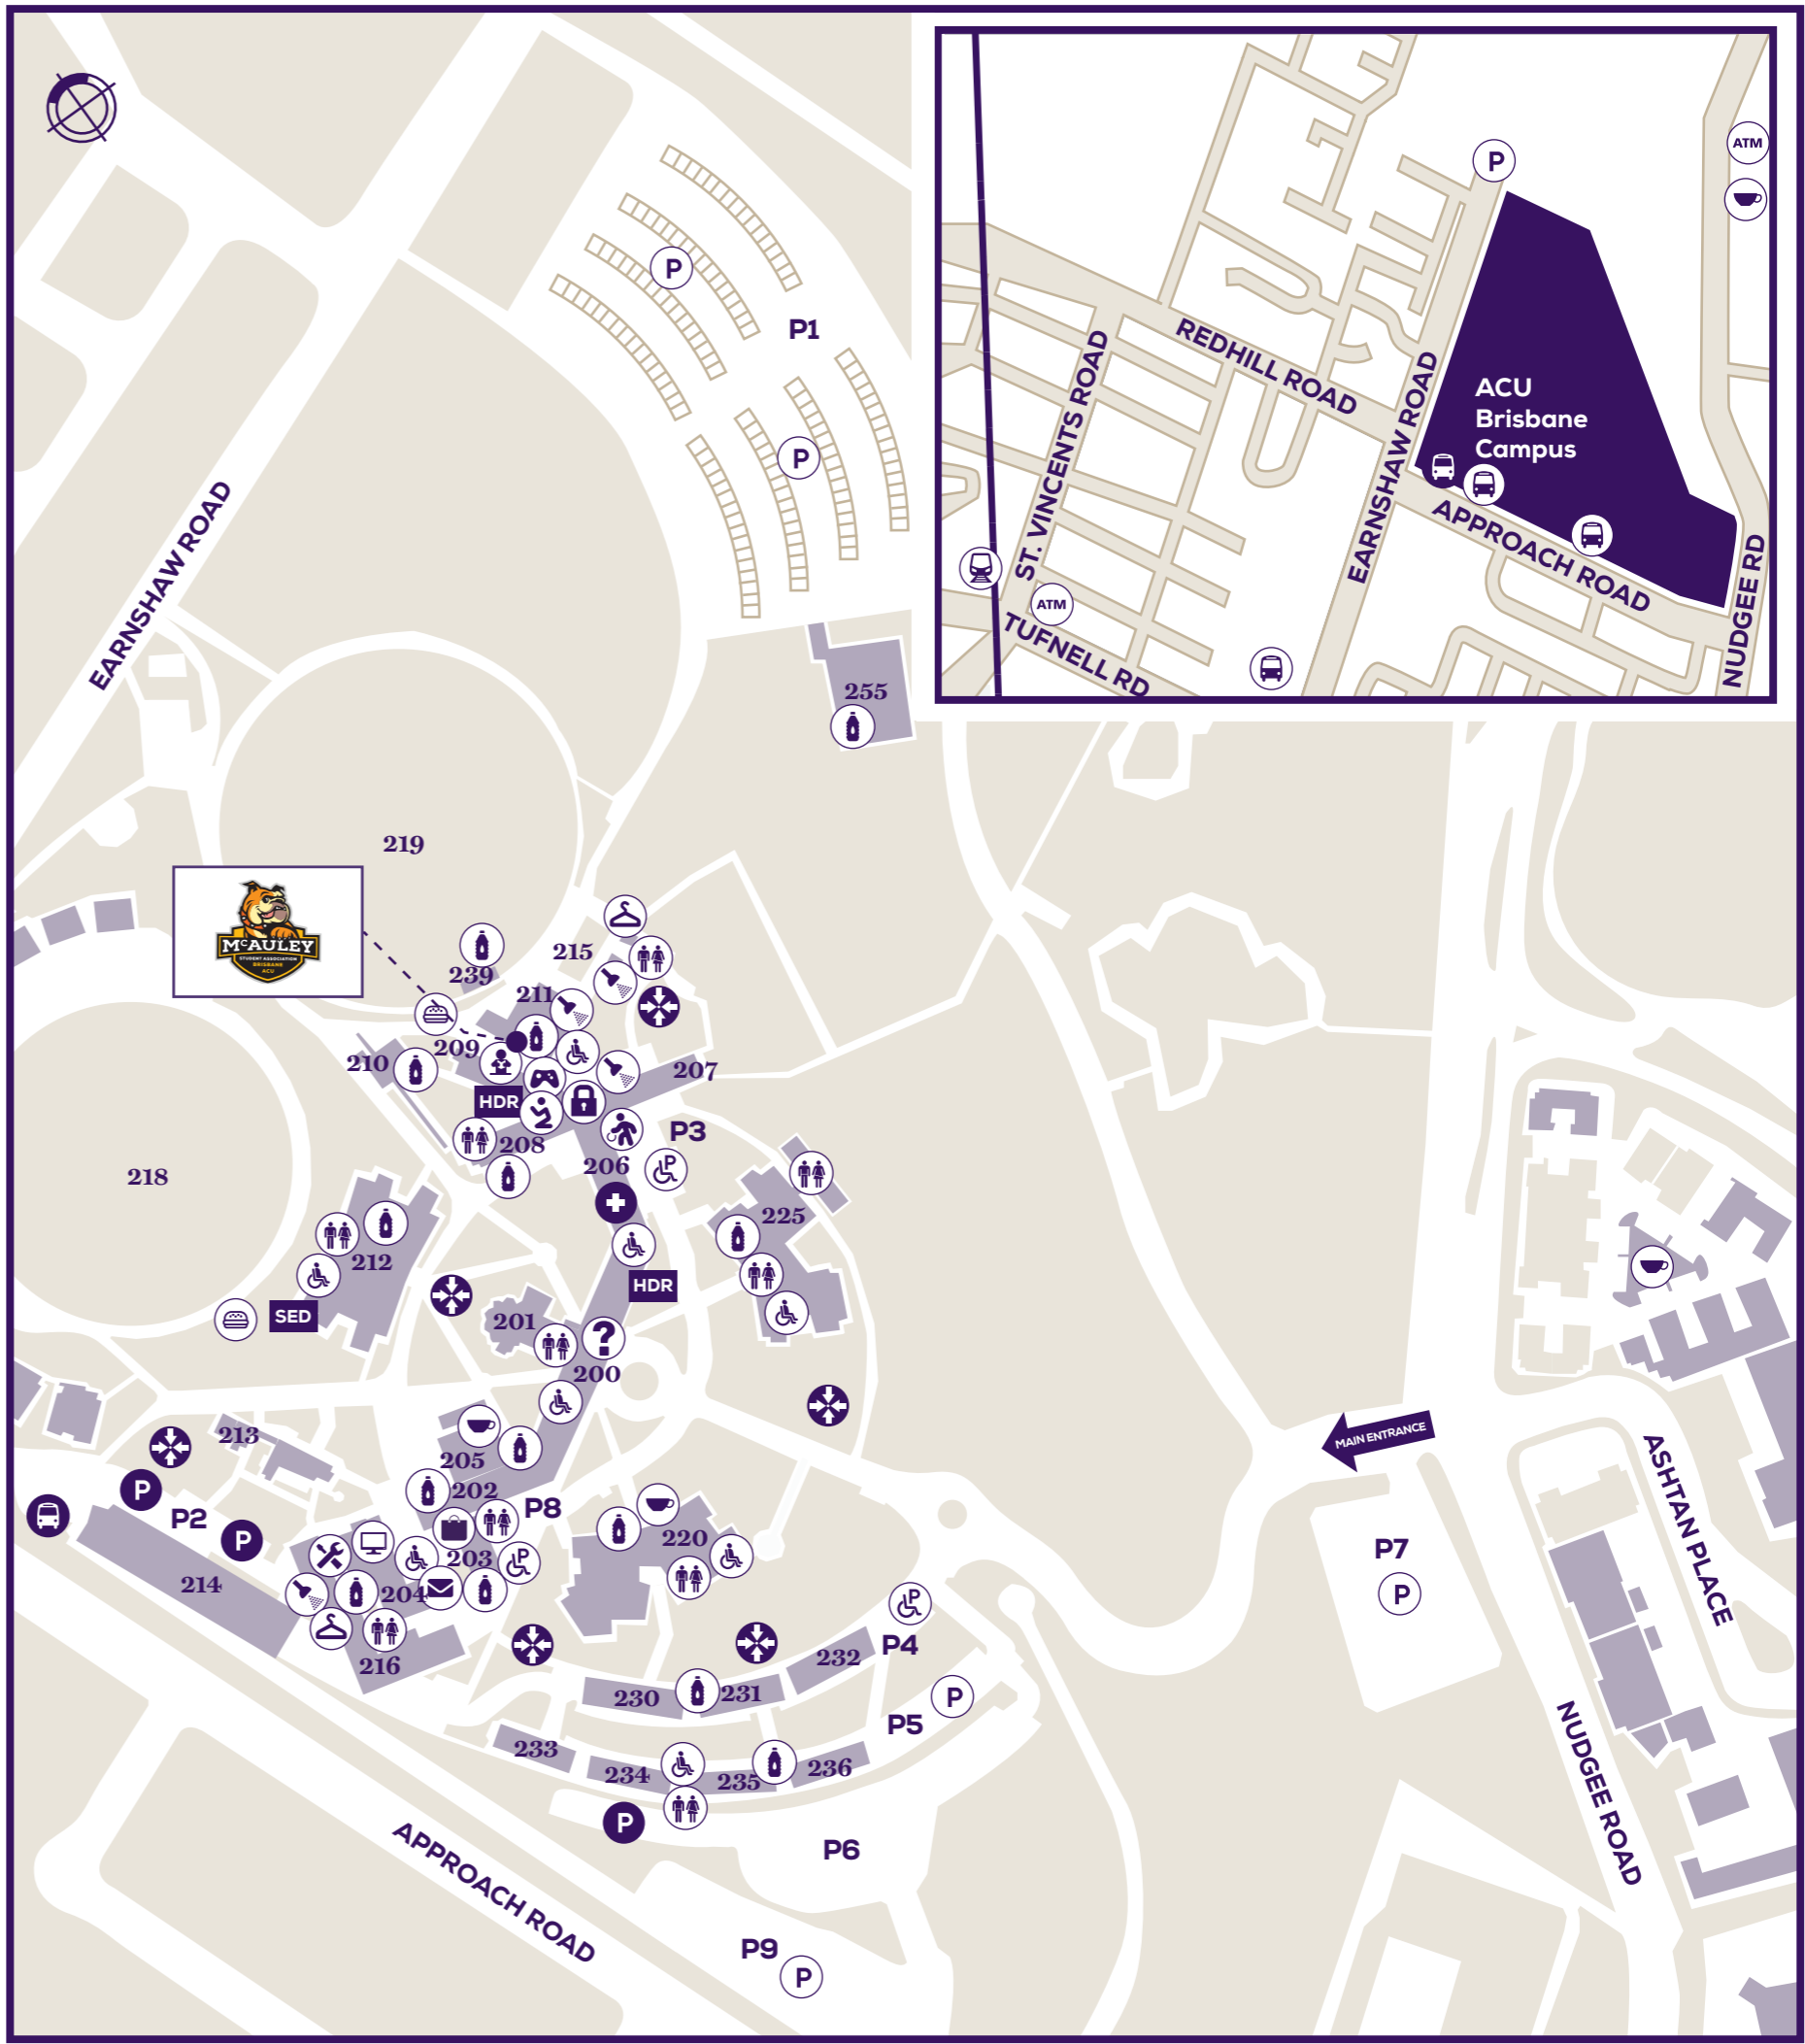 P
ATM
P
P1
REDHILL ROAD
ST. VINCENTS ROAD
EARNSHAW ROAD
ACU
Brisbane
Campus
P
APPROACH ROAD
NUDGEE RD
ATM
TUFNELL RD
EARNSHAW ROAD
255
219
McAULEY
STUDENT ASSOCIATION
BRISBANE
ACU
239
215
211
209
210
207
HDR
208
P3
206
P
218
225
212
HDR
SED
201
200
213
205
202
P8
P
P2
P
220
203
P
214
204
216
MAIN ENTRANCE
ASHTAN PLACE
P7
P
P
P4
232
230
231
P
P5
233
234
235
236
P
P6
NUDGEE ROAD
APPROACH ROAD
P9
P